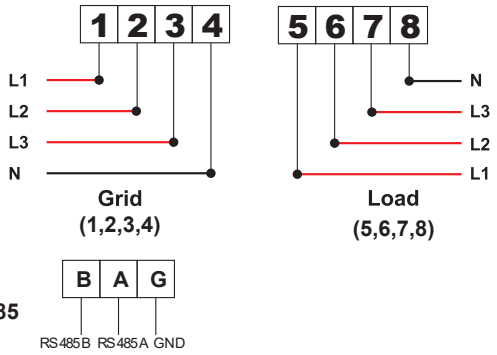 1 2 3 4
5 6 7 8
L1
L2
L3
N
N
L3
L2
L1
Grid
(1,2,3,4)
Load
(5,6,7,8)
B A G
85
RS485B RS485A GND